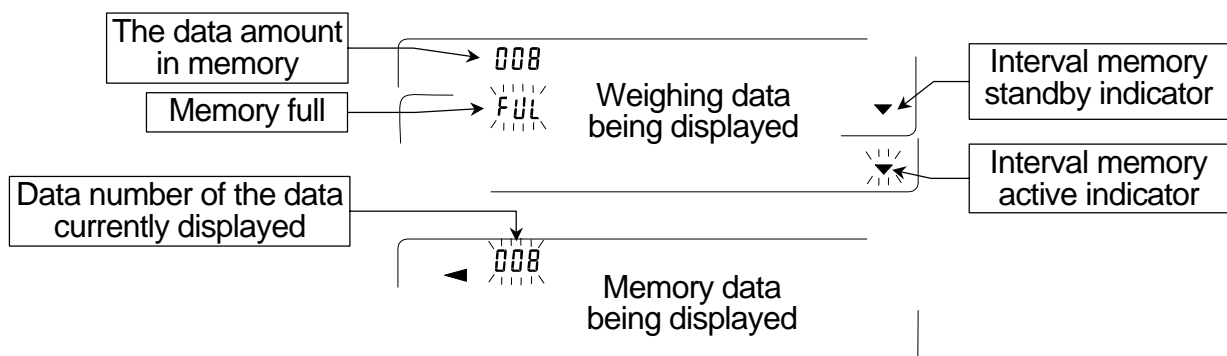 The data amount
in memory
008
Interval memory
standby indicator
FUL
Memory full
Weighing data
being displayed
Interval memory
active indicator
Data number of the data
currently displayed
008
Memory data
being displayed